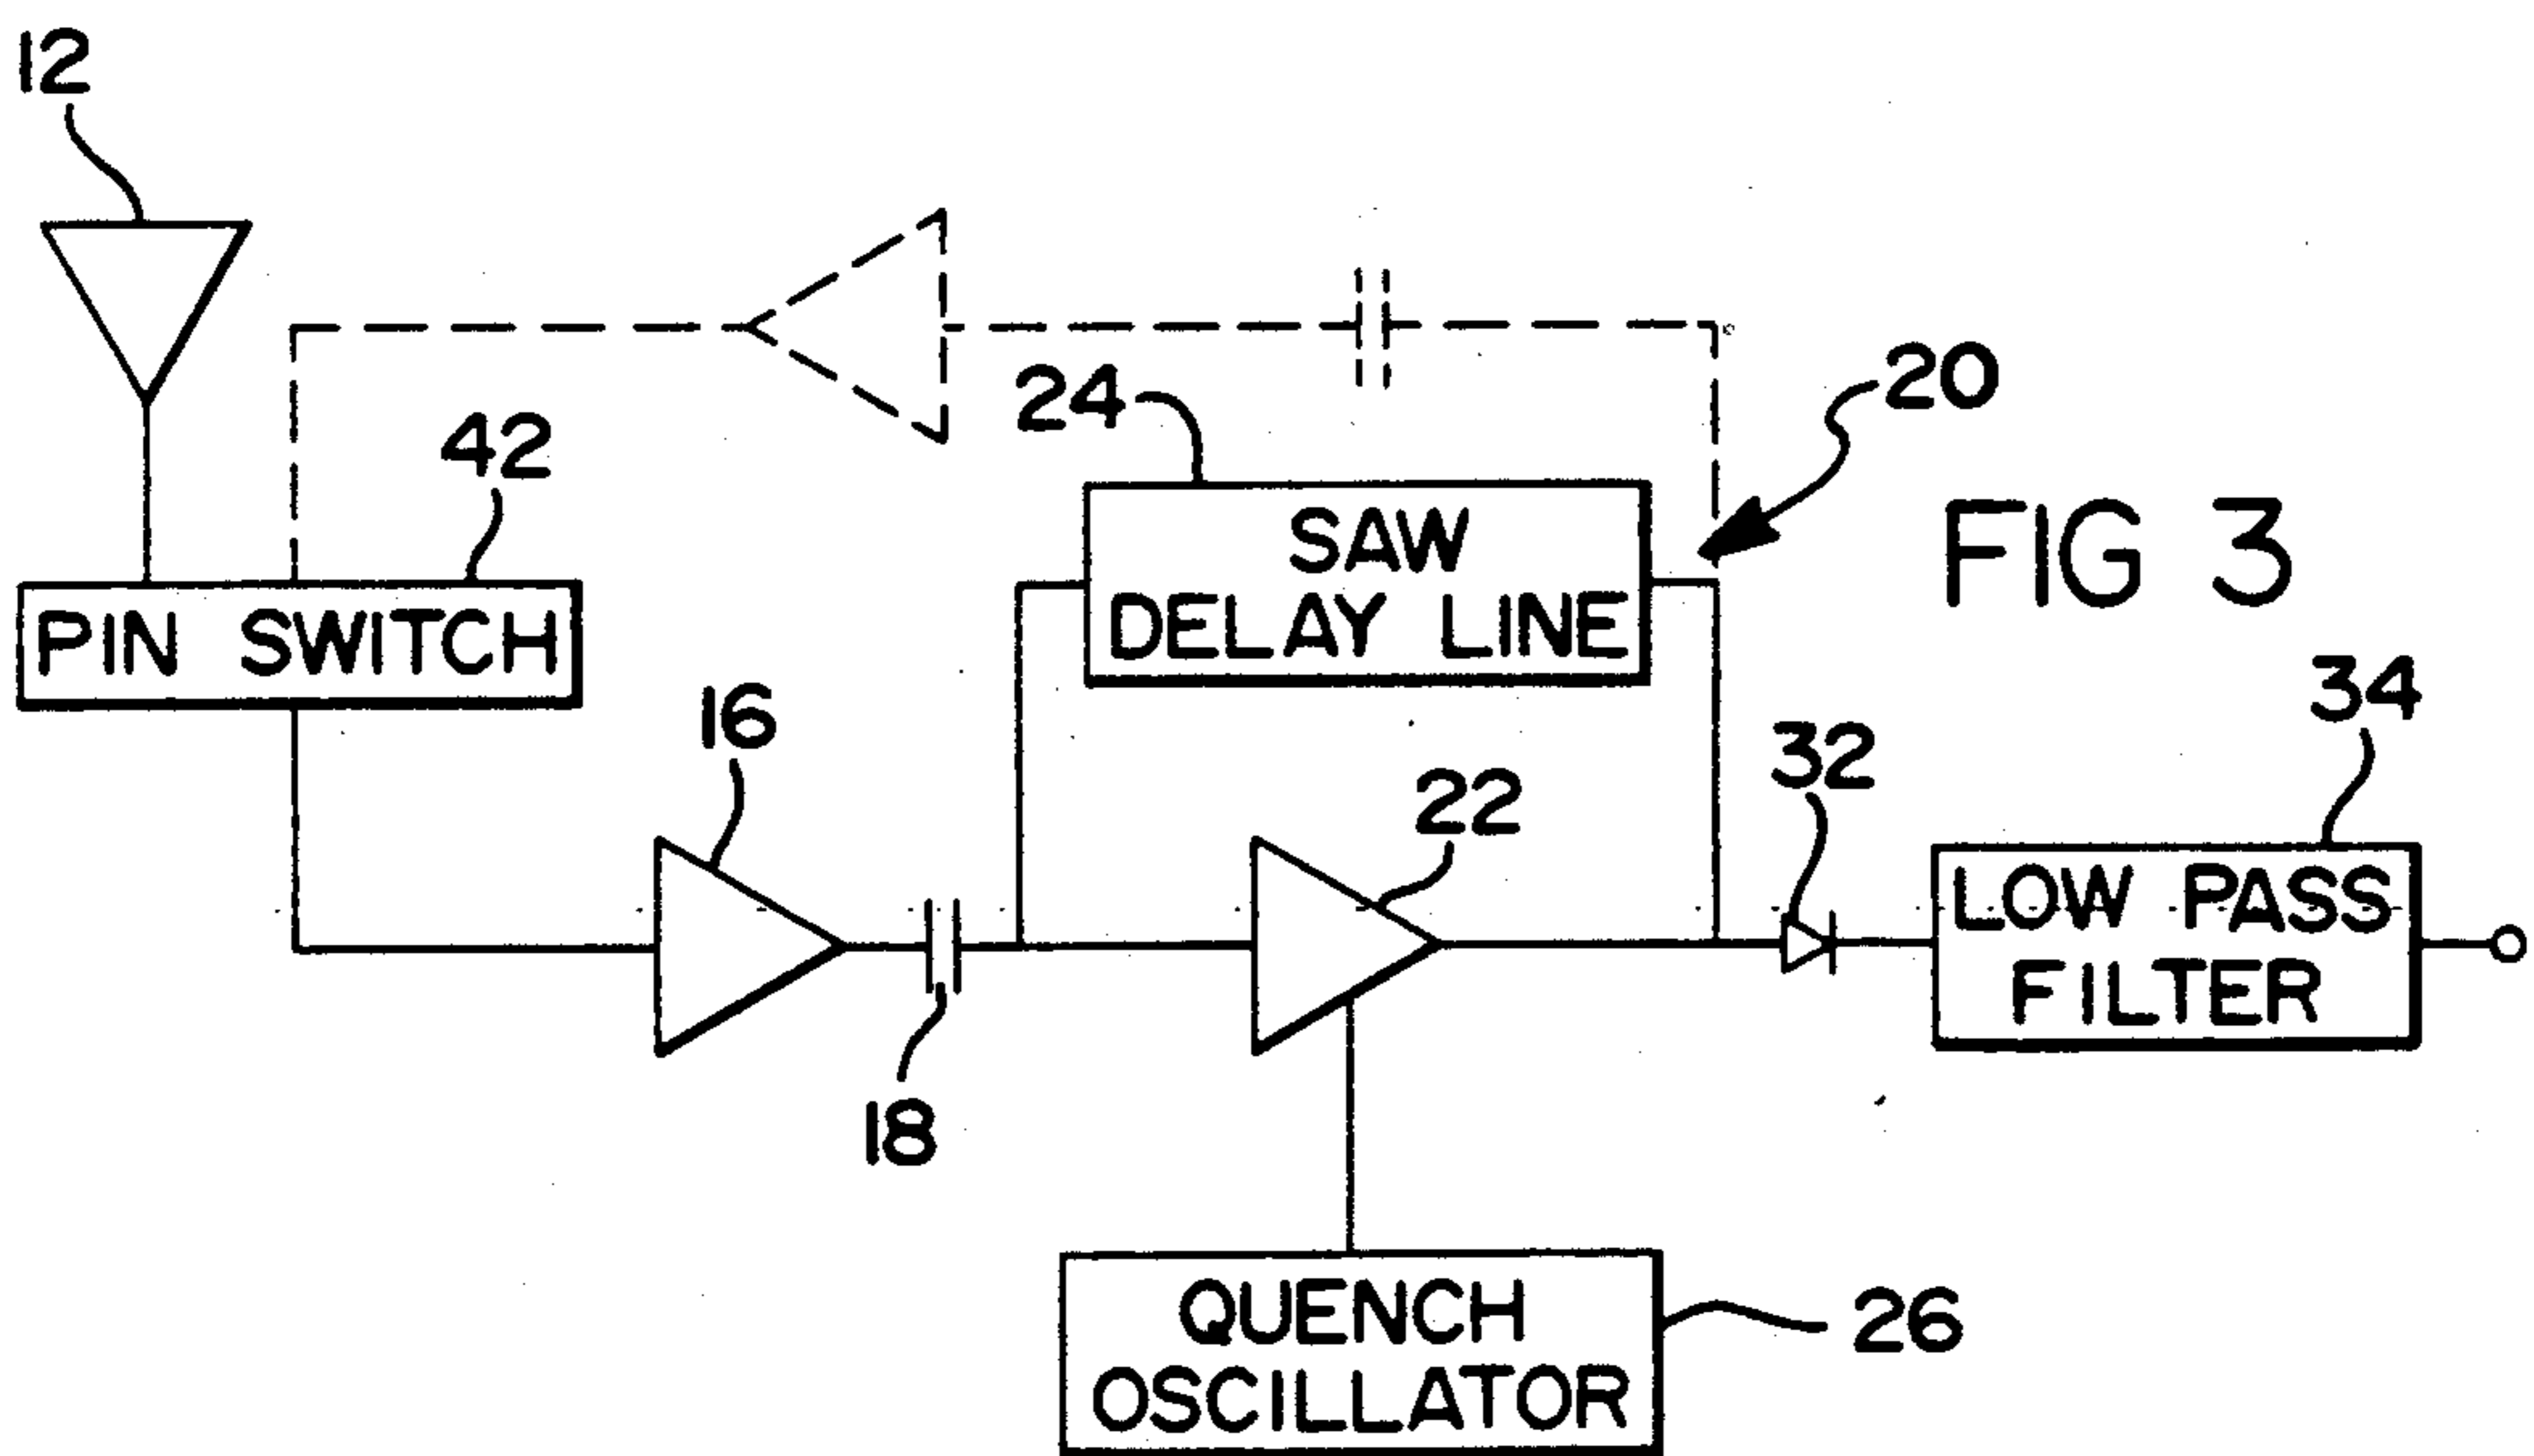 12
24
20
42
SAW
DELAY LINE
FIG 3
PIN SWITCH
16
34
32
22
LOW PASS
FILTER
18
QUENCH
OSCILLATOR
26